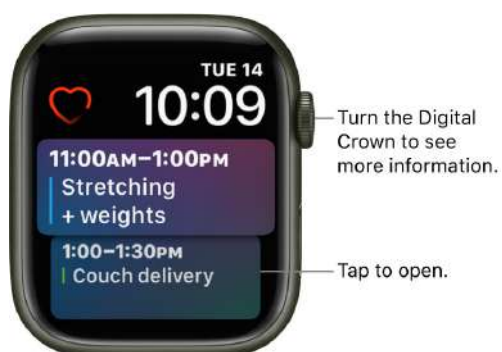 TUE 14
10:09
11:00AM–1:00PM
Stretching
+ weights
1:00–1:30PM
Couch delivery
Turn the Digital
Crown to see
more information.
Tap to open.